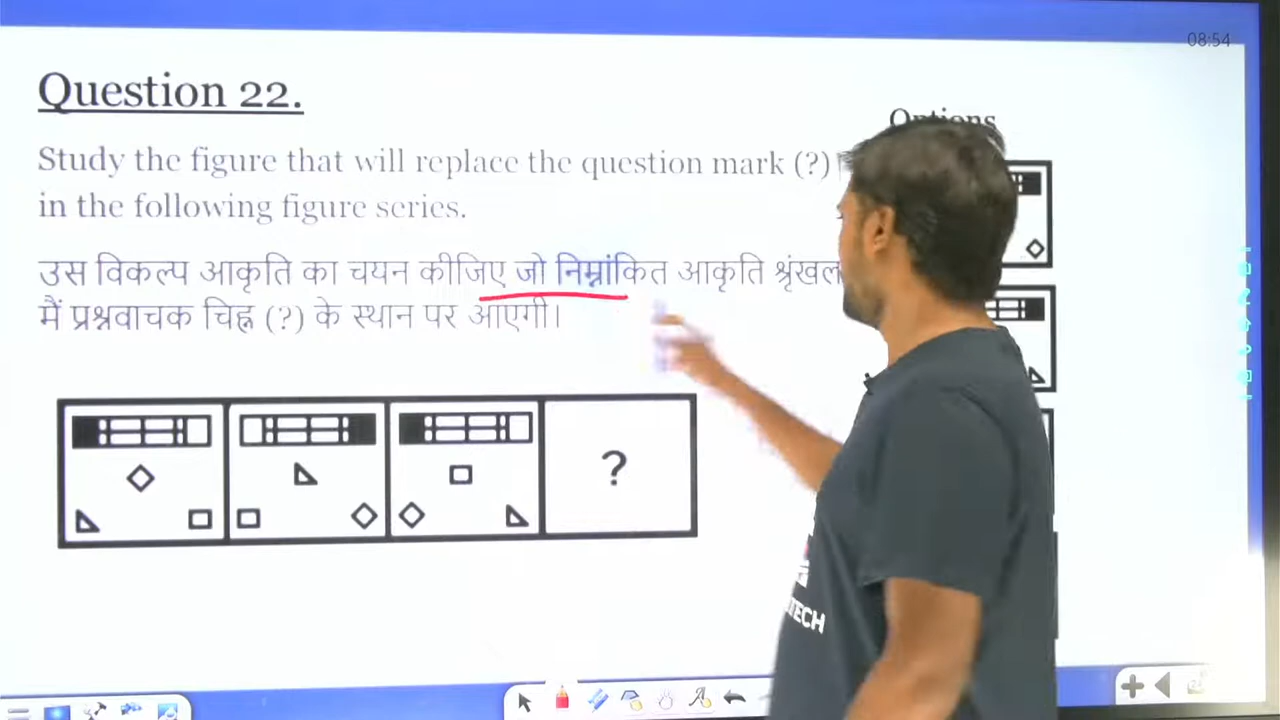 08:54
Question 22.
Options
Study the figure that will replace the question mark (?)
in the following figure series.
उस विकल्प आकृति का चयन कीजिए जो निम्नांकित आकृति
मैं प्रश्नवाचक चिह्न (?) के स्थान पर आएगी।
?